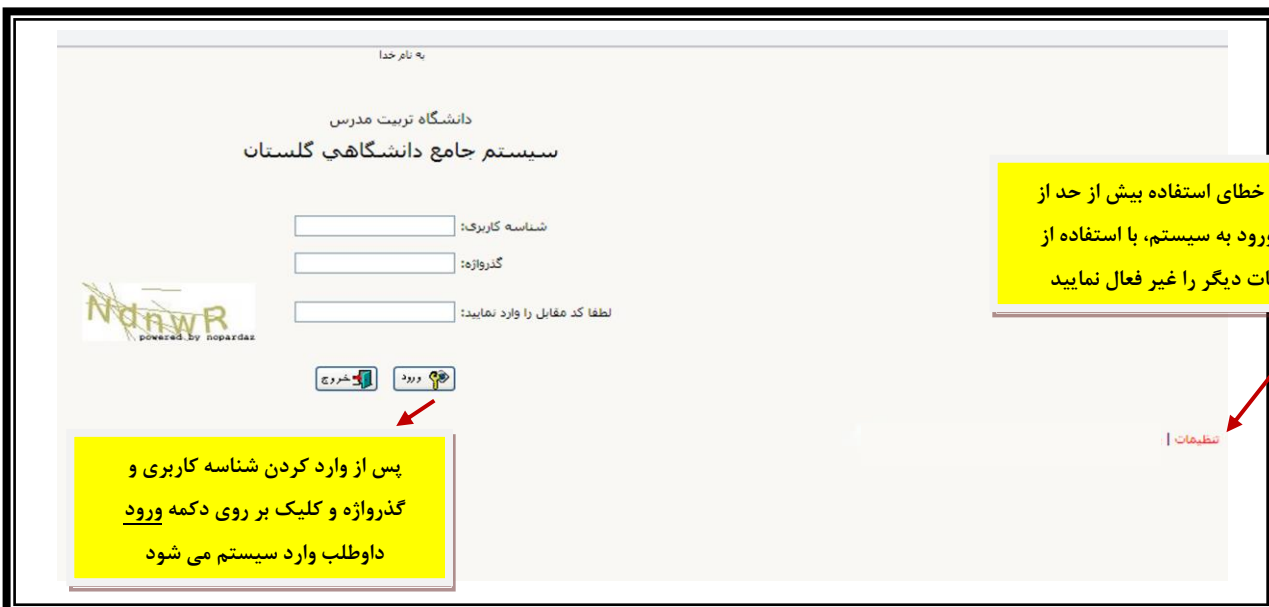 به نام خدا
دانشگاه تربیت مدرس
سیستم جامع دانشگاهي گلستان
خطای استفاده بیش از حد از
ورود به سیستم، با استفاده از
ات دیگر را غیر فعال نمایید
شناسه کاربری:
گذرواژه:
لطفا کد مقابل را وارد نمایید:
NdnwR
powered by nopardaz
ورود
خروج
تنظیمات |
پس از وارد کردن شناسه کاربری و
گذرواژه و کلیک بر روی دکمه ورود
داوطلب وارد سیستم می شود